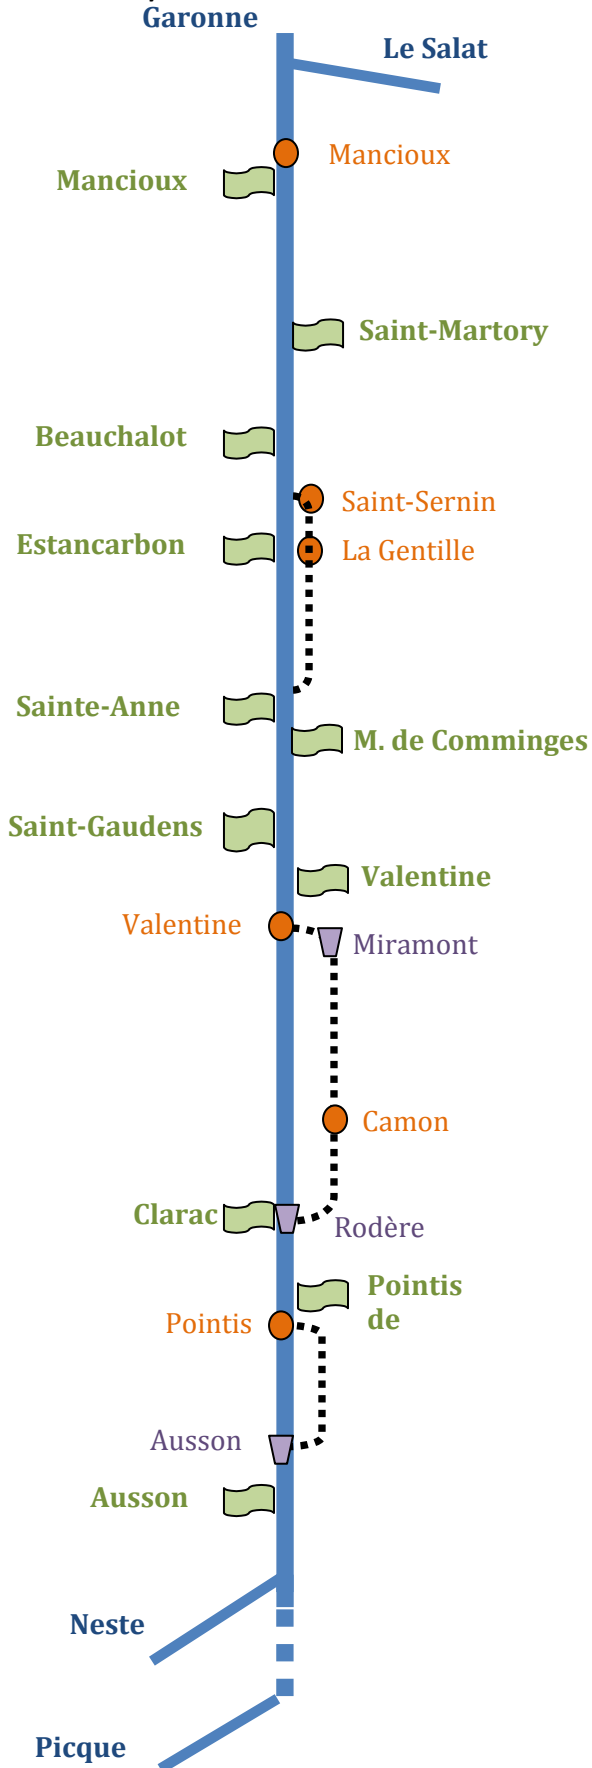 Garonne
Le Salat
Mancioux
Mancioux
Saint-Martory
Beauchalot
Saint-Sernin
Estancarbon
La Gentille
Sainte-Anne
M. de Comminges
Saint-Gaudens
Valentine
Valentine
Miramont
Camon
Clarac
Rodère
Pointis
de
Pointis
Ausson
Ausson
Neste
Picque